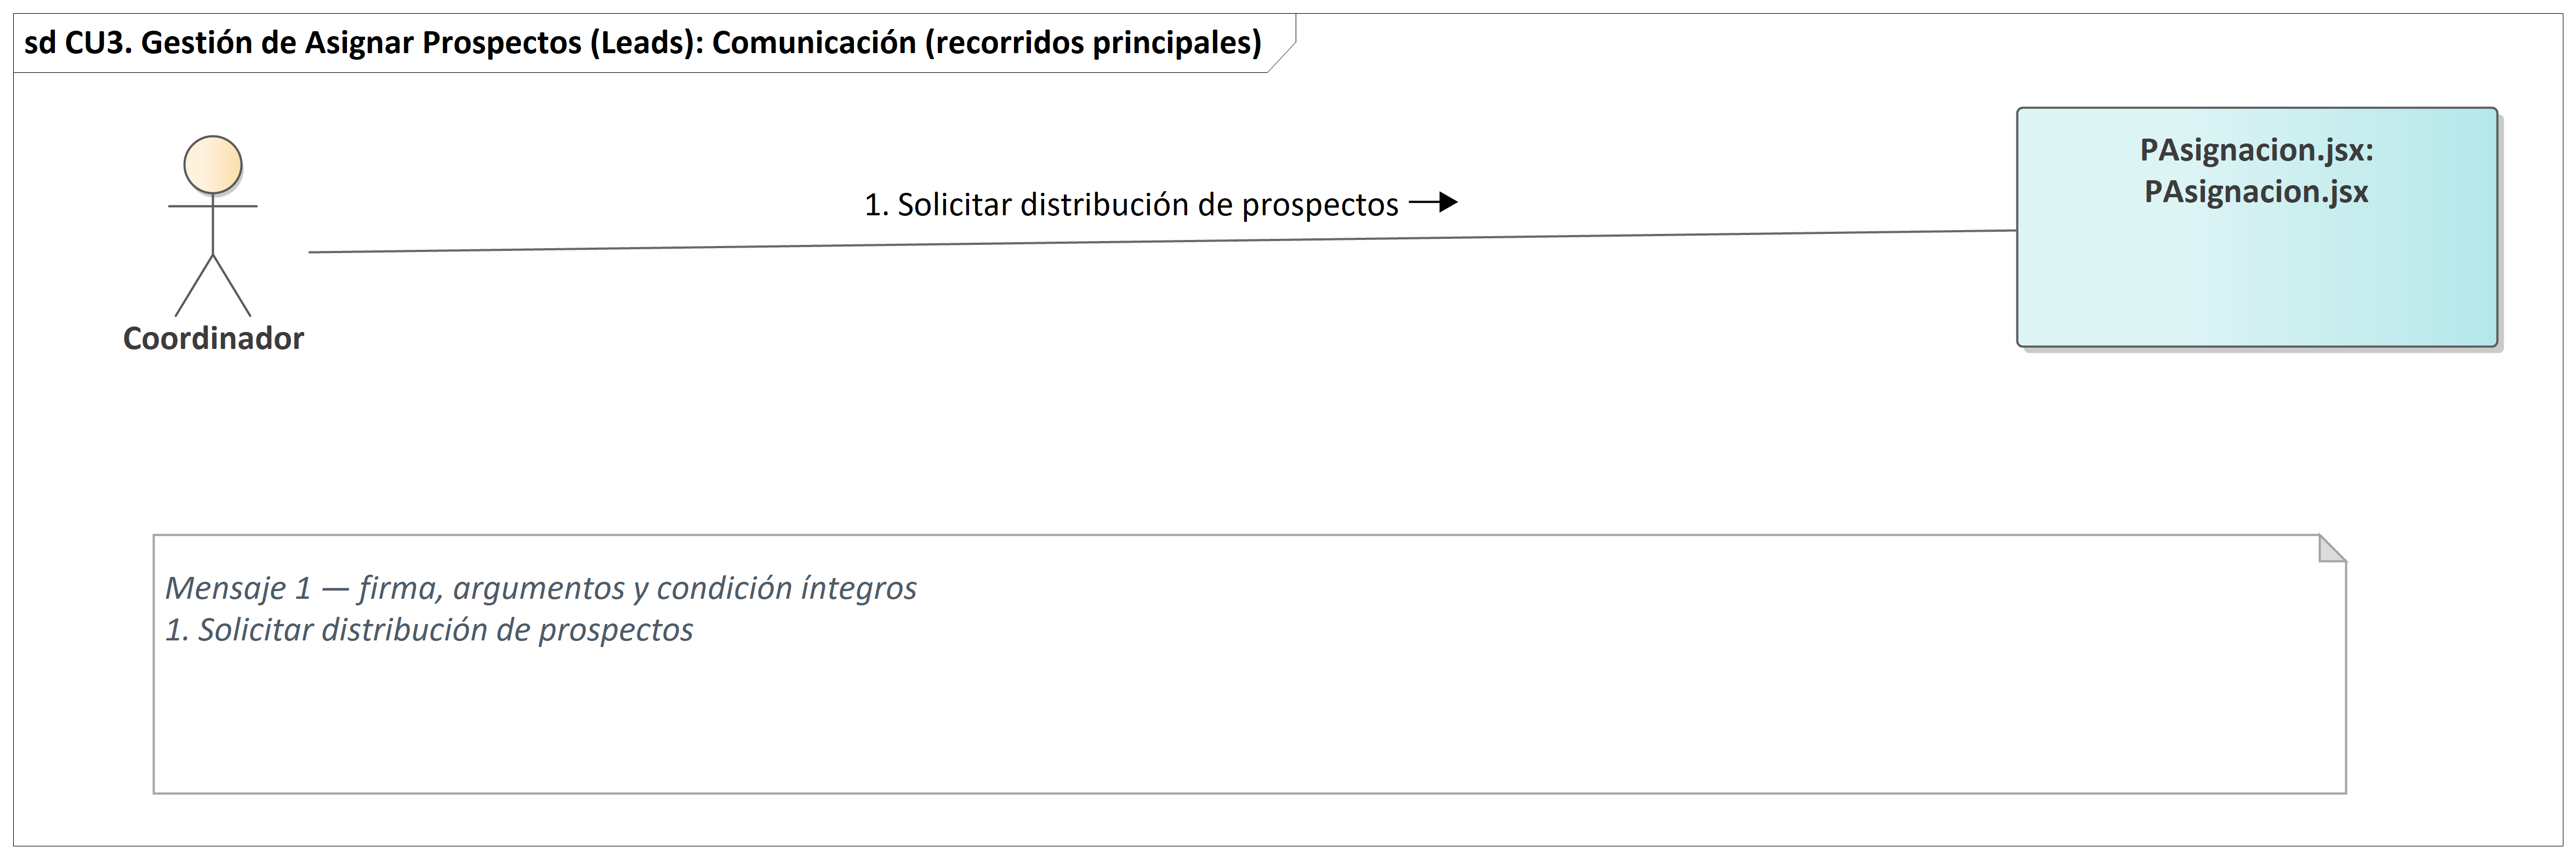 sd CU3. Gestión de Asignar Prospectos (Leads): Comunicación (recorridos principales)
PAsignacion.jsx:
PAsignacion.jsx
1. Solicitar distribución de prospectos
Coordinador
Mensaje 1 — firma, argumentos y condición íntegros
1. Solicitar distribución de prospectos